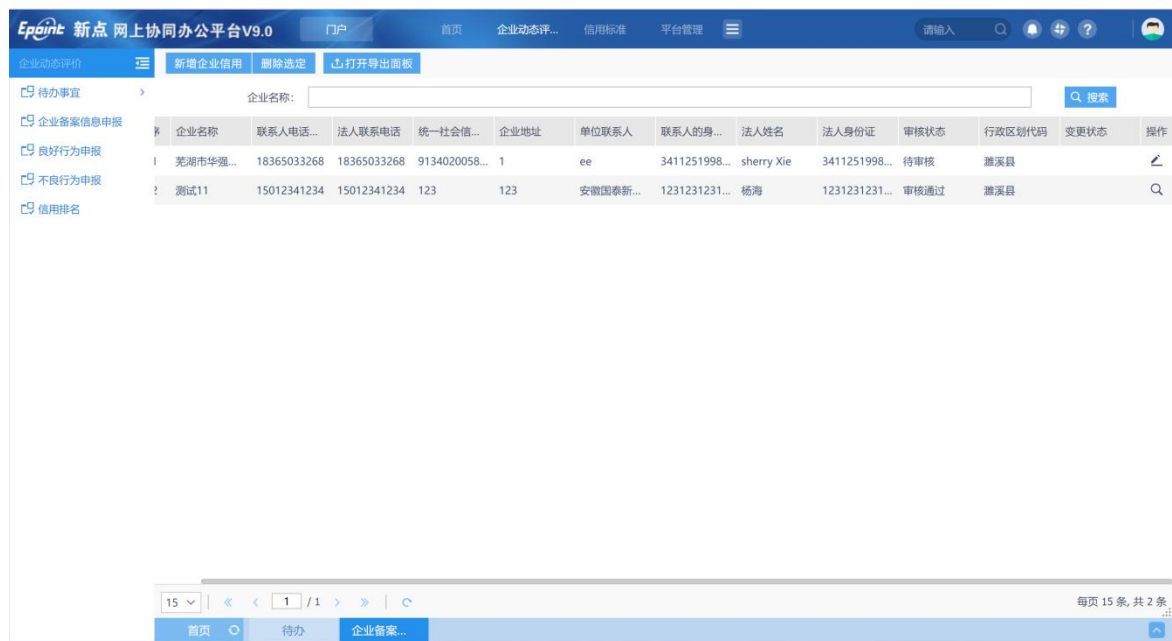 Epoint 新点 网上协同办公平台V9.0 门户 首页 企业动态评... 信用标准 平台管理 请输入
企业动态评价 新增企业信用 删除选定 打开导出面板
待办事宜 企业名称: 搜索
企业备案信息申报
序 企业名称 联系人电话... 法人联系电话 统一社会信... 企业地址 单位联系人 联系人的身... 法人姓名 法人身份证 审核状态 行政区划代码 变更状态 操作
良好行为申报
1 芜湖市华强... 18365033268 18365033268 9134020058... 1 ee 3411251998... sherry Xie 3411251998... 待审核 濉溪县
不良行为申报
2 测试11 15012341234 15012341234 123 123 安徽国泰新... 1231231231... 杨海 1231231231... 审核通过 濉溪县
信用排名
15 1 / 1 每页 15 条, 共 2 条
首页 待办 企业备案...